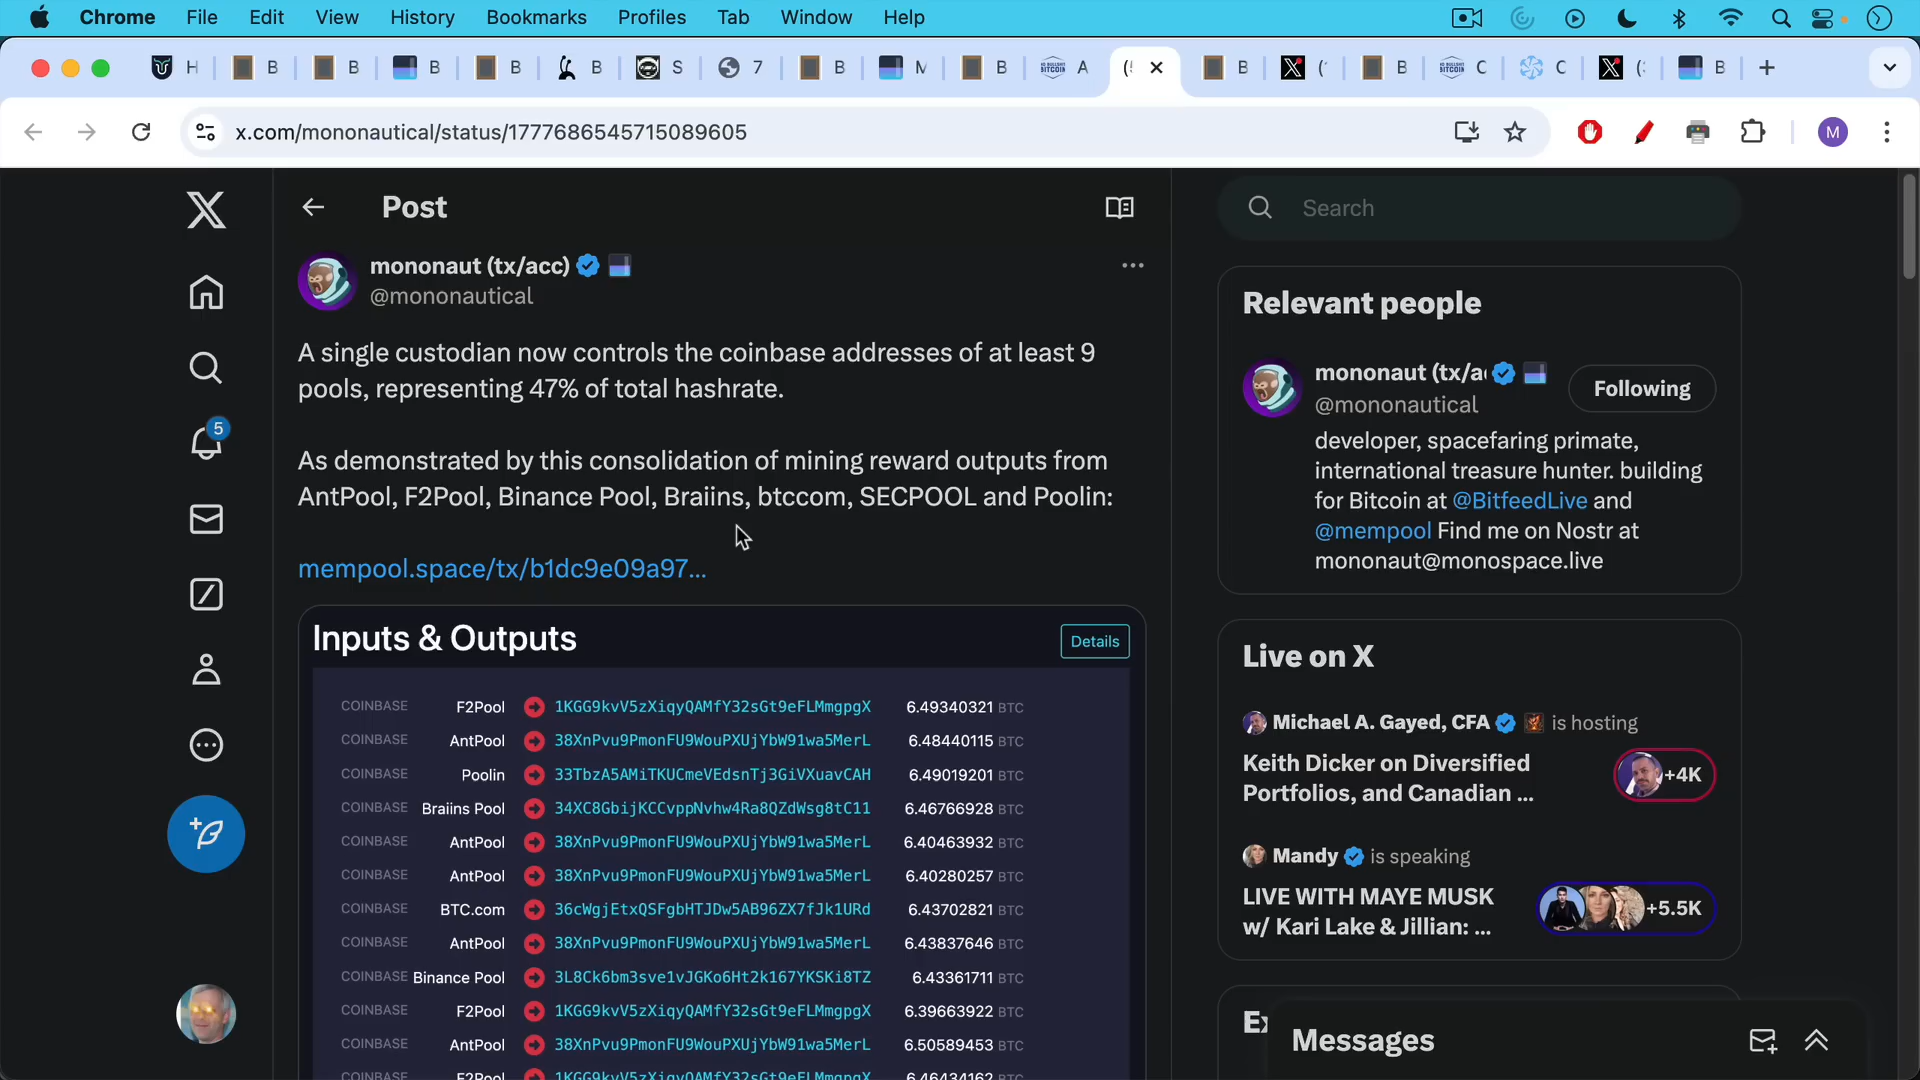 Chrome File Edit View History Bookmarks Profiles Tab Window Help
H B B B B B S 7 B M B A (! B (' B C C (: B
x.com/mononautical/status/1777686545715089605
M
Post
Search
mononaut (tx/acc)
@mononautical
A single custodian now controls the coinbase addresses of at least 9
pools, representing 47% of total hashrate.
As demonstrated by this consolidation of mining reward outputs from
AntPool, F2Pool, Binance Pool, Braiins, btccom, SECPOOL and Poolin:
mempool.space/tx/b1dc9e09a97...
Inputs & Outputs
Details
COINBASE F2Pool 1KGG9kvV5zXiqyQAMfY32sGt9eFLMmgpgX 6.49340321 BTC
COINBASE AntPool 38XnPvu9PmonFU9WouPXUjYbW91wa5MerL 6.48440115 BTC
COINBASE Poolin 33TbzA5AMiTKUCmeVEdsnTj3GiVXuavCAH 6.49019201 BTC
COINBASE Braiins Pool 34XC8GbijKCCvppNvhw4Ra8QZdWsg8tC11 6.46766928 BTC
COINBASE AntPool 38XnPvu9PmonFU9WouPXUjYbW91wa5MerL 6.40463932 BTC
COINBASE AntPool 38XnPvu9PmonFU9WouPXUjYbW91wa5MerL 6.40280257 BTC
COINBASE BTC.com 36cWgjEtxQSFgbHTJDw5AB96ZX7fJk1URd 6.43702821 BTC
COINBASE AntPool 38XnPvu9PmonFU9WouPXUjYbW91wa5MerL 6.43837646 BTC
COINBASE Binance Pool 3L8Ck6bm3sve1vJGKo6Ht2k167YKSKi8TZ 6.43361711 BTC
COINBASE F2Pool 1KGG9kvV5zXiqyQAMfY32sGt9eFLMmgpgX 6.39663922 BTC
COINBASE AntPool 38XnPvu9PmonFU9WouPXUjYbW91wa5MerL 6.50589453 BTC
COINBASE F2Pool 1KGG9kvV5zXiqyQAMfY32sGt9eFLMmgpgX 6.46434162 BTC
5
Relevant people
mononaut (tx/a
@mononautical
Following
developer, spacefaring primate,
international treasure hunter. building
for Bitcoin at @BitfeedLive and
@mempool Find me on Nostr at
mononaut@monospace.live
Live on X
Michael A. Gayed, CFA is hosting
Keith Dicker on Diversified
Portfolios, and Canadian ...
+4K
Mandy is speaking
LIVE WITH MAYE MUSK
w/ Kari Lake & Jillian: ...
+5.5K
Messages